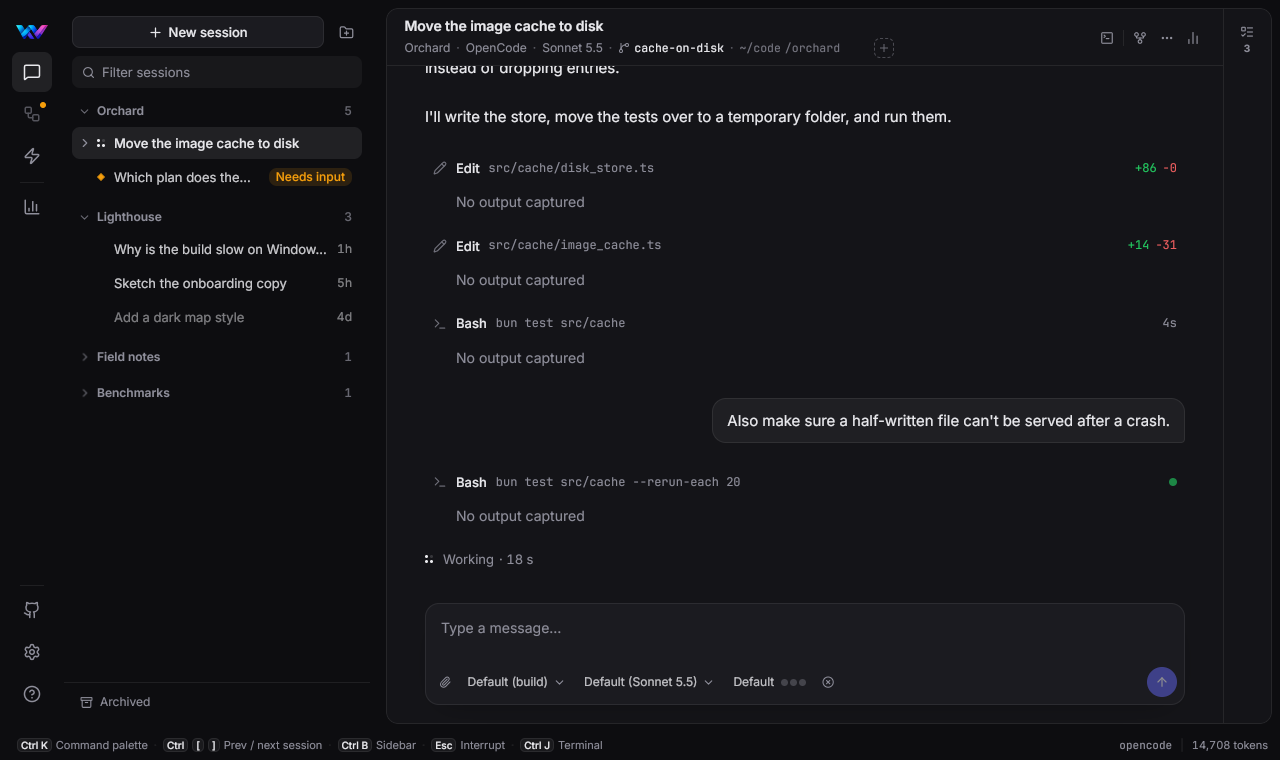 New session
Filter sessions
Orchard 5
Move the image cache to disk
Which plan does the... Needs input
Lighthouse 3
Why is the build slow on Window... 1h
Sketch the onboarding copy 5h
Add a dark map style 4d
Field notes 1
Benchmarks 1
Archived
Move the image cache to disk
Orchard · OpenCode · Sonnet 5.5 · cache-on-disk · ~/code /orchard
3
instead of dropping entries.
I'll write the store, move the tests over to a temporary folder, and run them.
Edit src/cache/disk_store.ts +86 -0
No output captured
Edit src/cache/image_cache.ts +14 -31
No output captured
Bash bun test src/cache 4s
No output captured
Also make sure a half-written file can't be served after a crash.
Bash bun test src/cache --rerun-each 20
No output captured
Working · 18 s
Type a message...
Default (build) Default (Sonnet 5.5) Default
Ctrl K Command palette · Ctrl [ ] Prev / next session · Ctrl B Sidebar · Esc Interrupt · Ctrl J Terminal
opencode 14,708 tokens